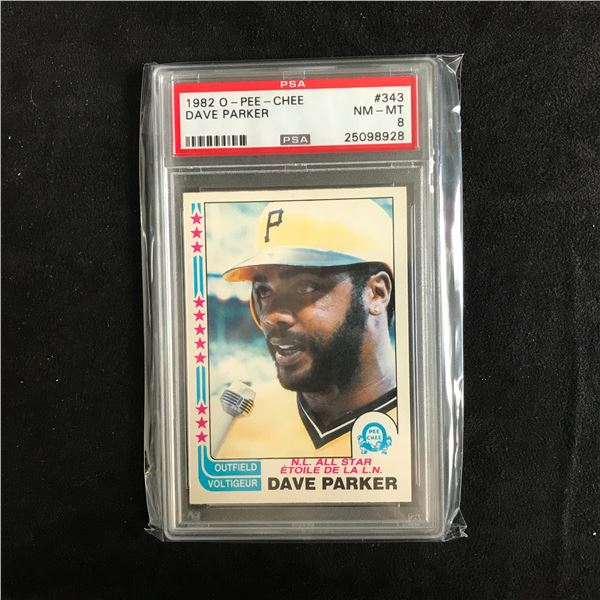 PSA
1982 O-PEE-CHEE #343
DAVE PARKER NM-MT
8
PSA 25098928
P
O
PEE
CHEE
N.L. ALL STAR
OUTFIELD ÉTOILE DE LA L.N.
VOLTIGEUR DAVE PARKER